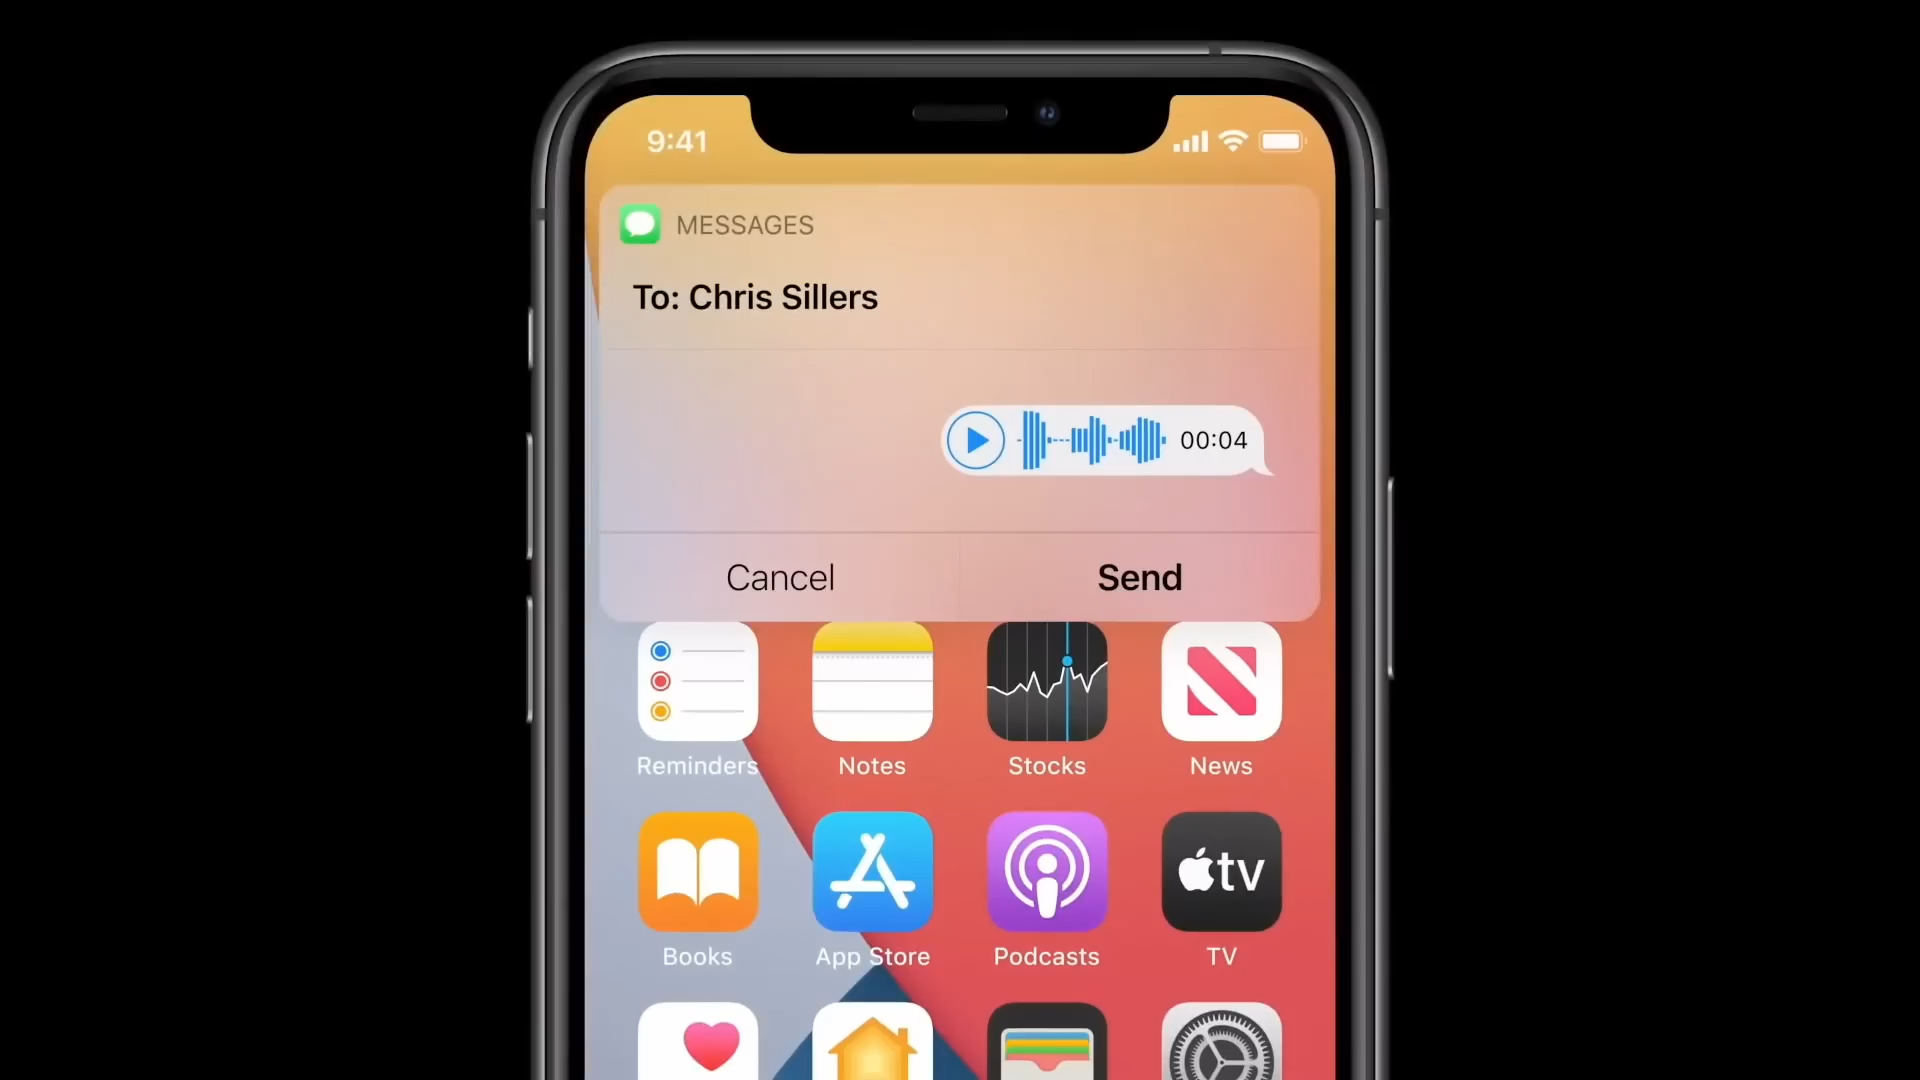 9:41
MESSAGES
To: Chris Sillers
00:04
Cancel
Send
Reminders
Notes
Stocks
News
tv
Books
App Store
Podcasts
TV